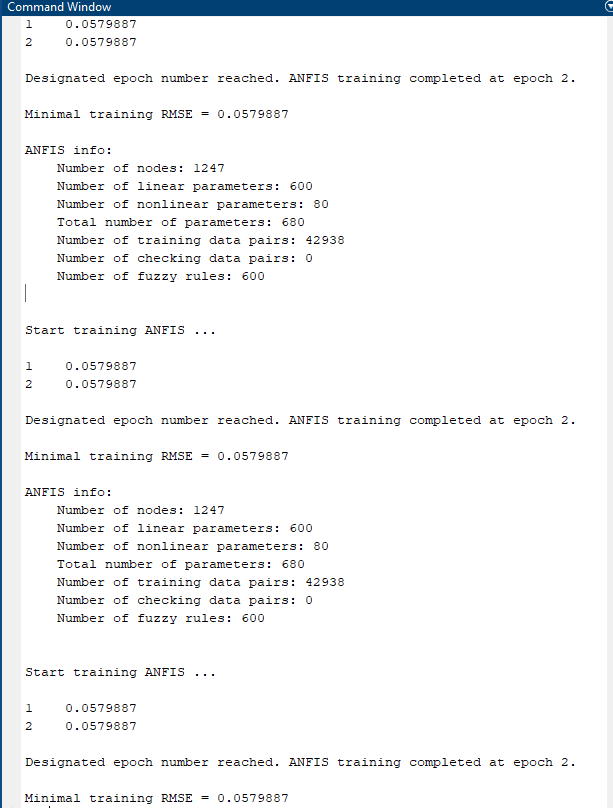 Command Window
1 0.0579887
2 0.0579887
Designated epoch number reached. ANFIS training completed at epoch 2.
Minimal training RMSE = 0.0579887
ANFIS info:
Number of nodes: 1247
Number of linear parameters: 600
Number of nonlinear parameters: 80
Total number of parameters: 680
Number of training data pairs: 42938
Number of checking data pairs: 0
Number of fuzzy rules: 600
Start training ANFIS ...
1 0.0579887
2 0.0579887
Designated epoch number reached. ANFIS training completed at epoch 2.
Minimal training RMSE = 0.0579887
ANFIS info:
Number of nodes: 1247
Number of linear parameters: 600
Number of nonlinear parameters: 80
Total number of parameters: 680
Number of training data pairs: 42938
Number of checking data pairs: 0
Number of fuzzy rules: 600
Start training ANFIS ...
1 0.0579887
2 0.0579887
Designated epoch number reached. ANFIS training completed at epoch 2.
Minimal training RMSE = 0.0579887